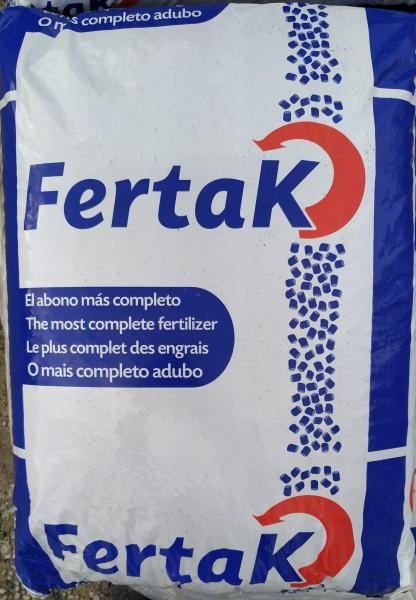 O mais completo adubo
FertaK
El abono más completo
The most complete fertilizer
Le plus complet des engrais
O mais completo adubo
FertaK